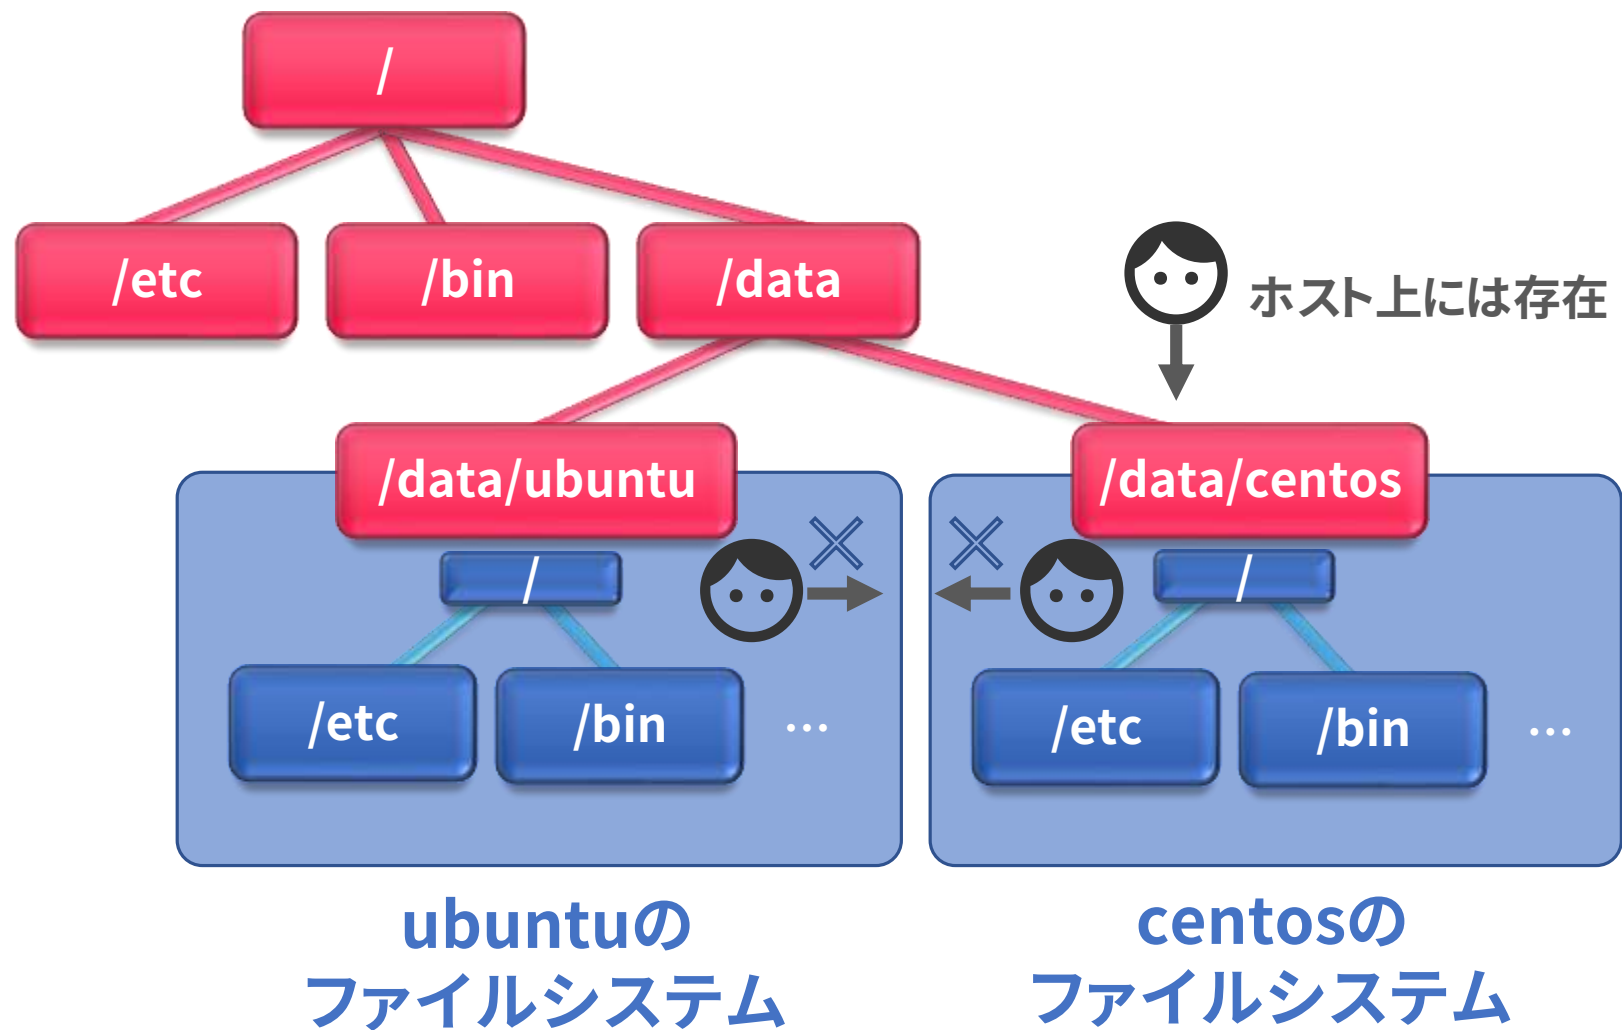 /
/etc
/bin
/data
ホスト上には存在
/data/ubuntu
/data/centos
/
/
/etc
/bin
…
/etc
/bin
…
ubuntuの
ファイルシステム
centosの
ファイルシステム